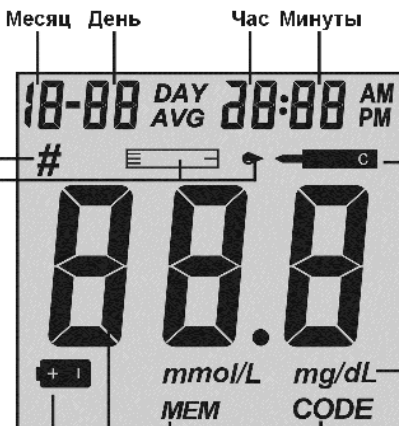 Месяц День Час Минуты
18-88 DAY AVG 28:88 AM PM
# C
88.8
+ -
mmol/L mg/dL
MEM CODE